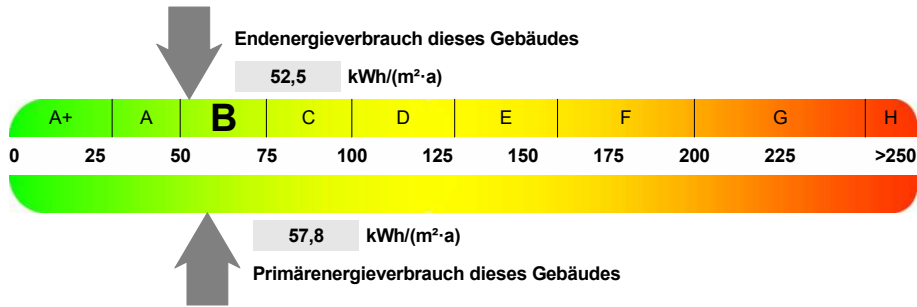 Endenergieverbrauch dieses Gebäudes
52,5 kWh/(m²·a)
A+ A B C D E F G H
0 25 50 75 100 125 150 175 200 225 >250
57,8 kWh/(m²·a)
Primärenergieverbrauch dieses Gebäudes